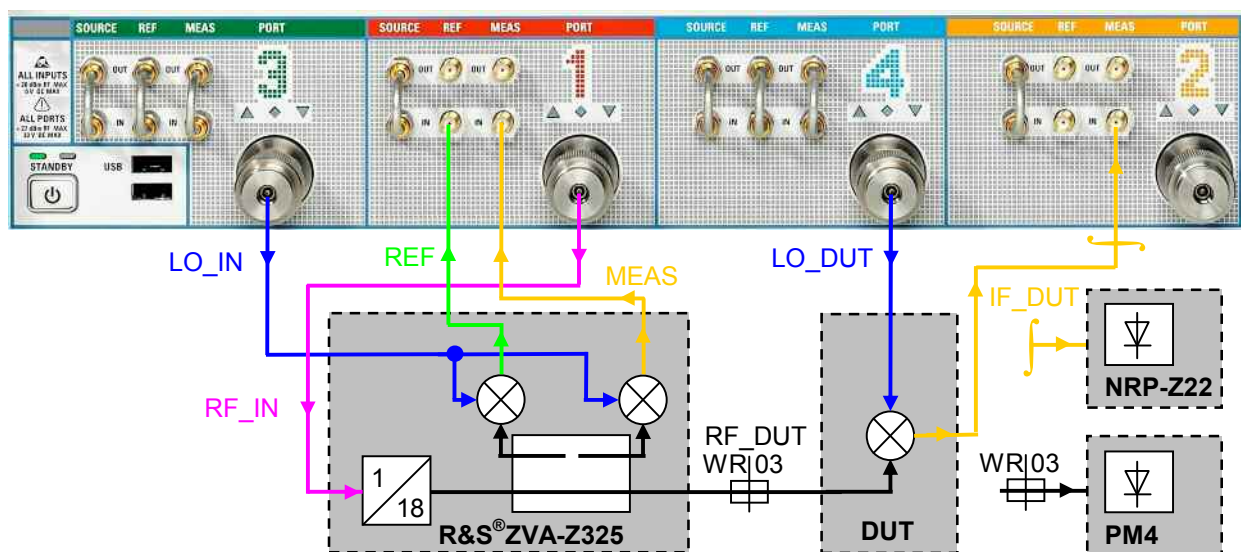 SOURCE REF MEAS PORT
SOURCE REF MEAS PORT
SOURCE REF MEAS PORT
SOURCE REF MEAS PORT
OUT OUT 3
OUT OUT 1
OUT OUT 4
OUT OUT 2
ALL INPUTS
ALL PORTS
IN IN
IN IN
IN IN
IN IN
STANDBY USB
LO_IN
REF
MEAS
LO_DUT
IF_DUT
RF_IN
NRP-Z22
RF_DUT
WR 03
WR 03
1
18
R&S®ZVA-Z325
DUT
PM4